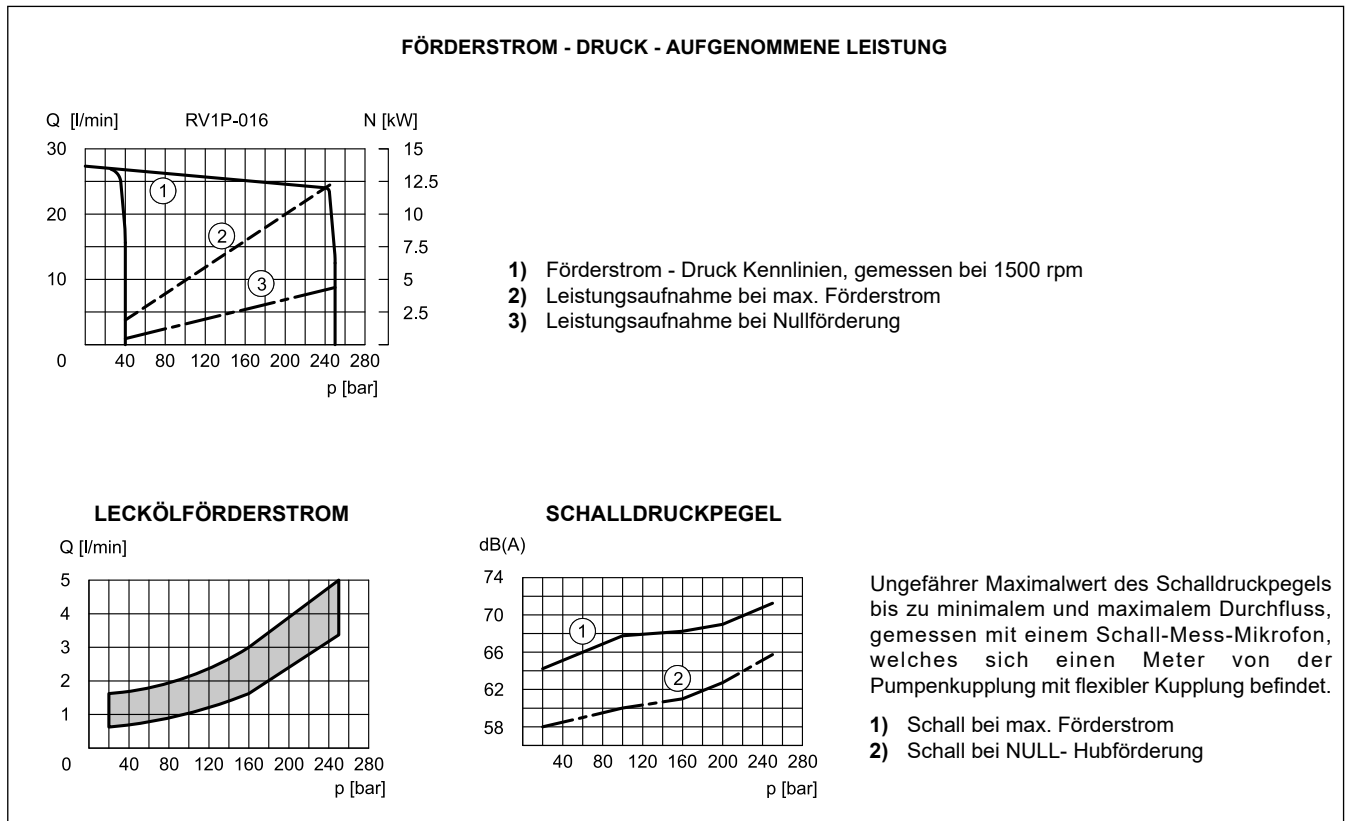 FÖRDERSTROM - DRUCK - AUFGENOMMENE LEISTUNG
Q [l/min] RV1P-016 N [kW]
30 15
12.5
20 10
7.5
10 5
2.5
0 40 80 120 160 200 240 280
p [bar]
1
2
3
1) Förderstrom - Druck Kennlinien, gemessen bei 1500 rpm
2) Leistungsaufnahme bei max. Förderstrom
3) Leistungsaufnahme bei Nullförderung
LECKÖLFÖRDERSTROM
Q [l/min]
5
4
3
2
1
0 40 80 120 160 200 240 280
p [bar]
SCHALLDRUCKPEGEL
dB(A)
74
70
66
62
58
40 80 120 160 200 240 280
p [bar]
1
2
Ungefährer Maximalwert des Schalldruckpegels
bis zu minimalem und maximalem Durchfluss,
gemessen mit einem Schall-Mess-Mikrofon,
welches sich einen Meter von der
Pumpenkupplung mit flexibler Kupplung befindet.
1) Schall bei max. Förderstrom
2) Schall bei NULL- Hubförderung